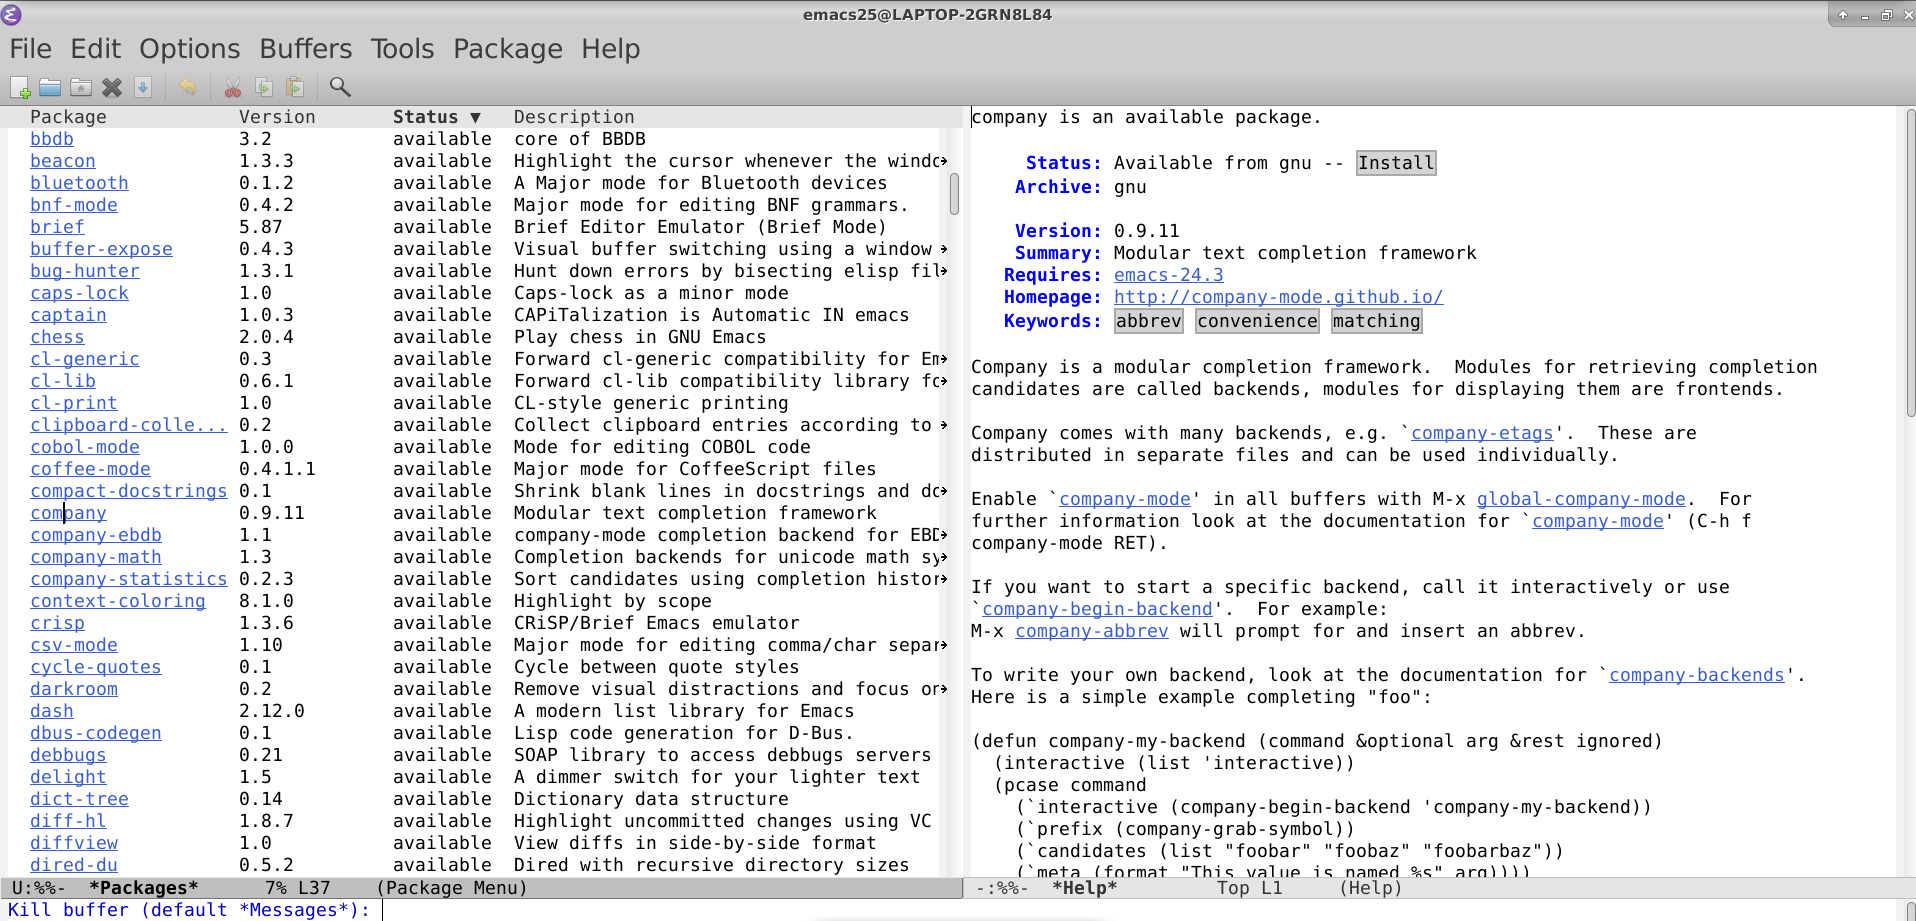 emacs25@LAPTOP-2GRN8L84
File Edit Options Buffers Tools Package Help
Package Version Status ▼ Description
bbdb 3.2 available core of BBDB
beacon 1.3.3 available Highlight the cursor whenever the windo
bluetooth 0.1.2 available A Major mode for Bluetooth devices
bnf-mode 0.4.2 available Major mode for editing BNF grammars.
brief 5.87 available Brief Editor Emulator (Brief Mode)
buffer-expose 0.4.3 available Visual buffer switching using a window
bug-hunter 1.3.1 available Hunt down errors by bisecting elisp fil
caps-lock 1.0 available Caps-lock as a minor mode
captain 1.0.3 available CAPiTalization is Automatic IN emacs
chess 2.0.4 available Play chess in GNU Emacs
cl-generic 0.3 available Forward cl-generic compatibility for Em
cl-lib 0.6.1 available Forward cl-lib compatibility library fo
cl-print 1.0 available CL-style generic printing
clipboard-colle... 0.2 available Collect clipboard entries according to
cobol-mode 1.0.0 available Mode for editing COBOL code
coffee-mode 0.4.1.1 available Major mode for CoffeeScript files
compact-docstrings 0.1 available Shrink blank lines in docstrings and do
company 0.9.11 available Modular text completion framework
company-ebdb 1.1 available company-mode completion backend for EBD
company-math 1.3 available Completion backends for unicode math sy
company-statistics 0.2.3 available Sort candidates using completion histor
context-coloring 8.1.0 available Highlight by scope
crisp 1.3.6 available CRiSP/Brief Emacs emulator
csv-mode 1.10 available Major mode for editing comma/char separ
cycle-quotes 0.1 available Cycle between quote styles
darkroom 0.2 available Remove visual distractions and focus on
dash 2.12.0 available A modern list library for Emacs
dbus-codegen 0.1 available Lisp code generation for D-Bus.
debbugs 0.21 available SOAP library to access debbugs servers
delight 1.5 available A dimmer switch for your lighter text
dict-tree 0.14 available Dictionary data structure
diff-hl 1.8.7 available Highlight uncommitted changes using VC
diffview 1.0 available View diffs in side-by-side format
dired-du 0.5.2 available Dired with recursive directory sizes
U:%%- *Packages* 7% L37 (Package Menu)
company is an available package.
Status: Available from gnu -- Install
Archive: gnu
Version: 0.9.11
Summary: Modular text completion framework
Requires: emacs-24.3
Homepage: http://company-mode.github.io/
Keywords: abbrev convenience matching
Company is a modular completion framework. Modules for retrieving completion
candidates are called backends, modules for displaying them are frontends.
Company comes with many backends, e.g. `company-etags'. These are
distributed in separate files and can be used individually.
Enable `company-mode' in all buffers with M-x global-company-mode. For
further information look at the documentation for `company-mode' (C-h f
company-mode RET).
If you want to start a specific backend, call it interactively or use
`company-begin-backend'. For example:
M-x company-abbrev will prompt for and insert an abbrev.
To write your own backend, look at the documentation for `company-backends'.
Here is a simple example completing "foo":
(defun company-my-backend (command &optional arg &rest ignored)
(interactive (list 'interactive))
(pcase command
(`interactive (company-begin-backend 'company-my-backend))
(`prefix (company-grab-symbol))
(`candidates (list "foobar" "foobaz" "foobarbaz"))
(`meta (format "This value is named %s" arg))))
-:%%- *Help* Top L1 (Help)
Kill buffer (default *Messages*):